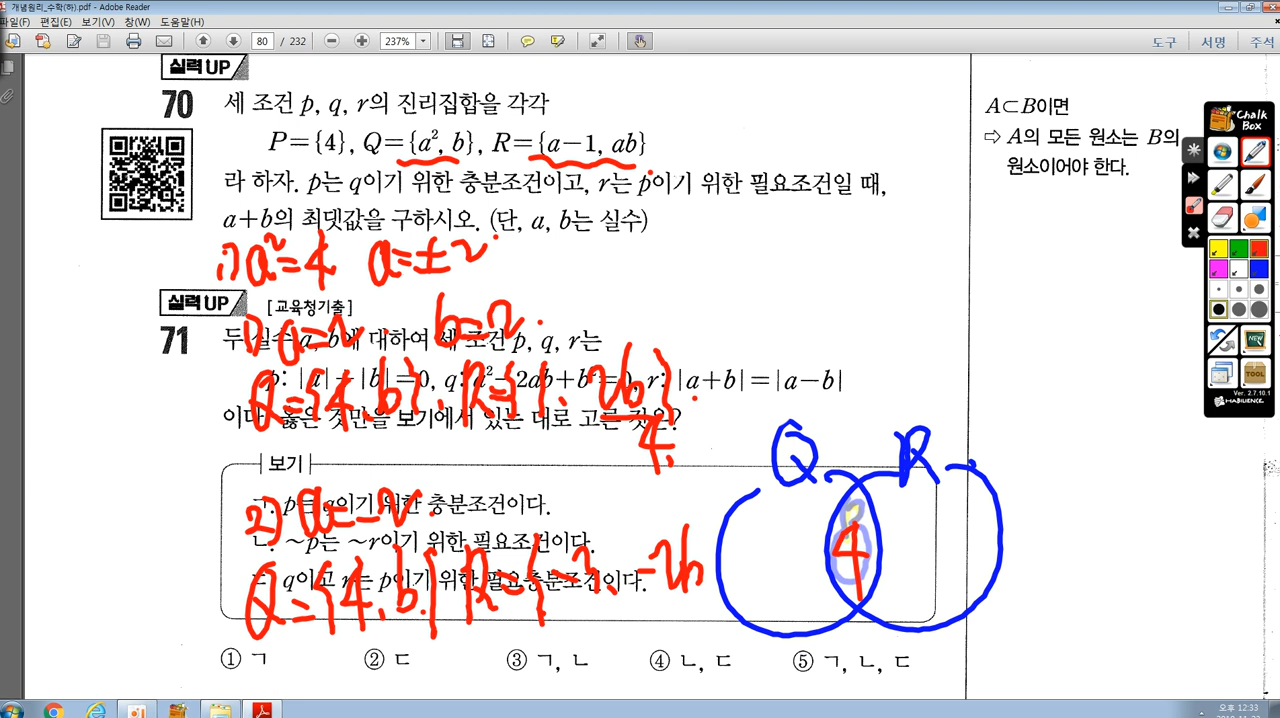 개념원리_수학(하).pdf - Adobe Reader
파일(F) 편집(E) 보기(V) 창(W) 도움말(H)
80 / 232 237% 도구 서명 주석
실력 UP
70 세 조건 p, q, r의 진리집합을 각각
P={4}, Q={a², b}, R={a-1, ab}
라 하자. p는 q이기 위한 충분조건이고, r는 p이기 위한 필요조건일 때,
a+b의 최댓값을 구하시오. (단, a, b는 실수)
A⊂B이면
⇨ A의 모든 원소는 B의
원소이어야 한다.
i) a²=4, a=±2
실력 UP [교육청기출]
1) a=2, b=2.
71 두 실수 a, b에 대하여 세 조건 p, q, r는
p: |a|+|b|=0, q: a²-2ab+b²=0, r: |a+b|=|a-b|
Q={4, b}, R={1, 2b}.
이다. 옳은 것만을 보기에서 있는 대로 고른 것은?
4,
Q R
4
보기
ㄱ. p는 q이기 위한 충분조건이다.
2) a=-2.
ㄴ. ~p는 ~r이기 위한 필요조건이다.
ㄷ. q이고 r는 p이기 위한 필요충분조건이다.
Q={4, b.} R={-3, -2b
① ㄱ ② ㄷ ③ ㄱ, ㄴ ④ ㄴ, ㄷ ⑤ ㄱ, ㄴ, ㄷ
Chalk
Box
NEW
TOOL
Ver. 2.7.10.1
HABILIENCE
오후 12:33